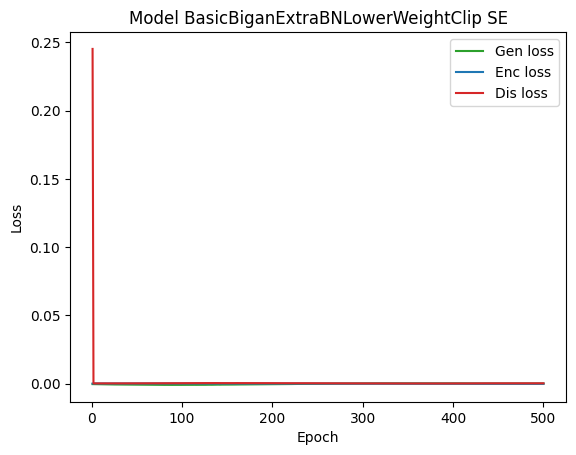 Model BasicBiganExtraBNLowerWeightClip SE
Gen loss
Enc loss
Dis loss
0.25
0.20
0.15
0.10
0.05
0.00
Loss
0
100
200
300
400
500
Epoch